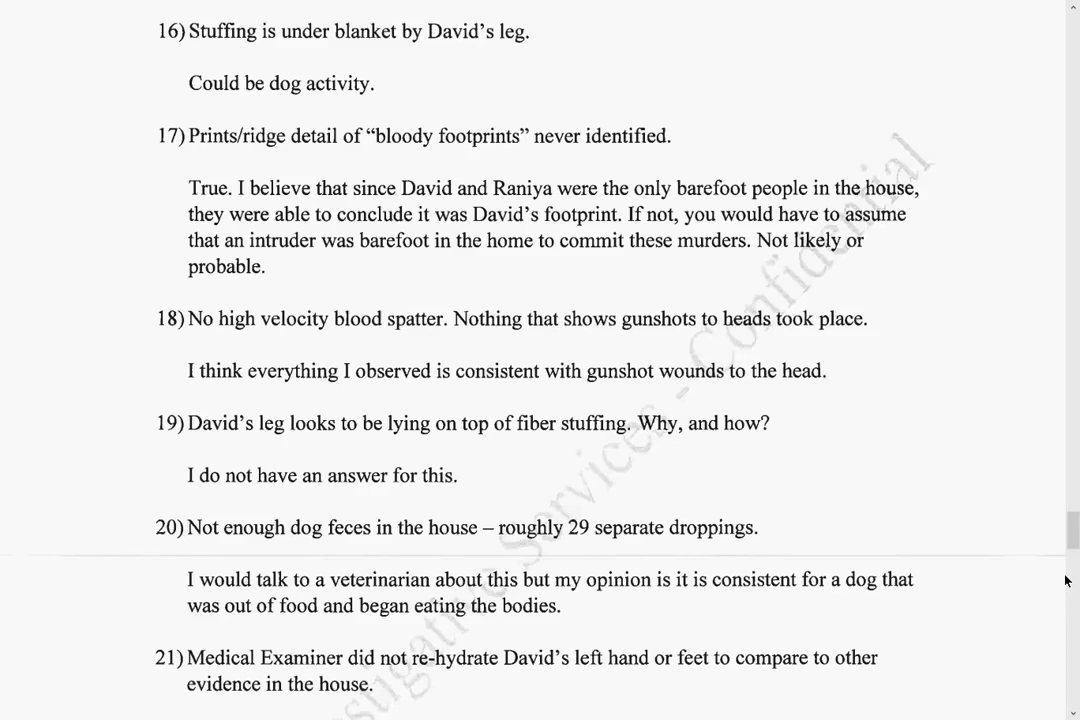 16) Stuffing is under blanket by David's leg.
Could be dog activity.
17) Prints/ridge detail of “bloody footprints” never identified.
True. I believe that since David and Raniya were the only barefoot people in the house,
they were able to conclude it was David's footprint. If not, you would have to assume
that an intruder was barefoot in the home to commit these murders. Not likely or
probable.
18) No high velocity blood spatter. Nothing that shows gunshots to heads took place.
I think everything I observed is consistent with gunshot wounds to the head.
19) David's leg looks to be lying on top of fiber stuffing. Why, and how?
I do not have an answer for this.
20) Not enough dog feces in the house – roughly 29 separate droppings.
I would talk to a veterinarian about this but my opinion is it is consistent for a dog that
was out of food and began eating the bodies.
21) Medical Examiner did not re-hydrate David's left hand or feet to compare to other
evidence in the house.
stigative Services - Confidential